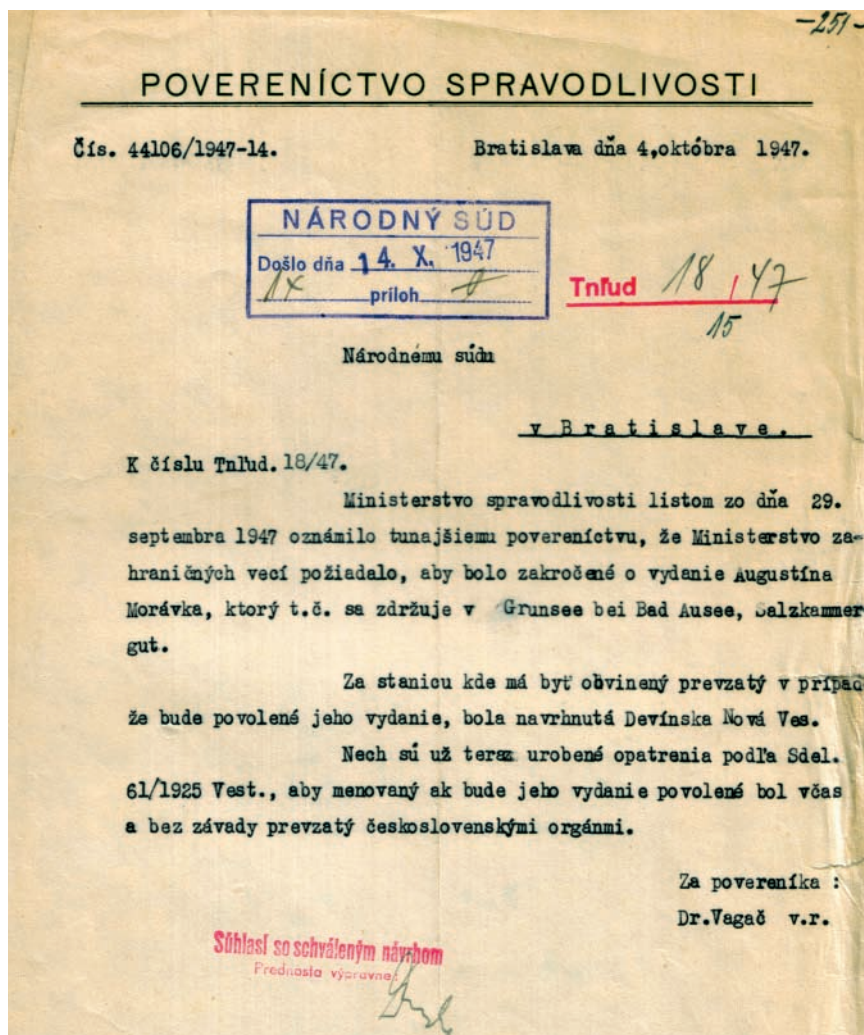 -251-
POVERENÍCTVO SPRAVODLIVOSTI
Čís. 44106/1947-14. Bratislava dňa 4,októbra 1947.
NÁRODNÝ SÚD
Došlo dňa 14. X. 1947
1x príloh
Tnľud 18/47
15
Národnému súdu
v Bratislave.
K číslu Tnľud. 18/47.
Ministerstvo spravodlivosti listom zo dňa 29.
septembra 1947 oznámilo tunajšiemu povereníctvu, že Ministerstvo za-
hraničných vecí požiadalo, aby bolo zakročené o vydanie Augustína
Morávka, ktorý t.č. sa zdržuje v Grunsee bei Bad Ausee, Salzkammer
gut.
Za stanicu kde má byť obvinený prevzatý v prípad
že bude povolené jeho vydanie, bola navrhnutá Devínska Nová Ves.
Nech sú už teraz urobené opatrenia podľa Sdel.
61/1925 Vest., aby menovaný ak bude jeho vydanie povolené bol včas
a bez závady prevzatý československými orgánmi.
Za povereníka :
Dr.Vagač v.r.
Súhlasí so schváleným návrhom
Prednosta výpravne: